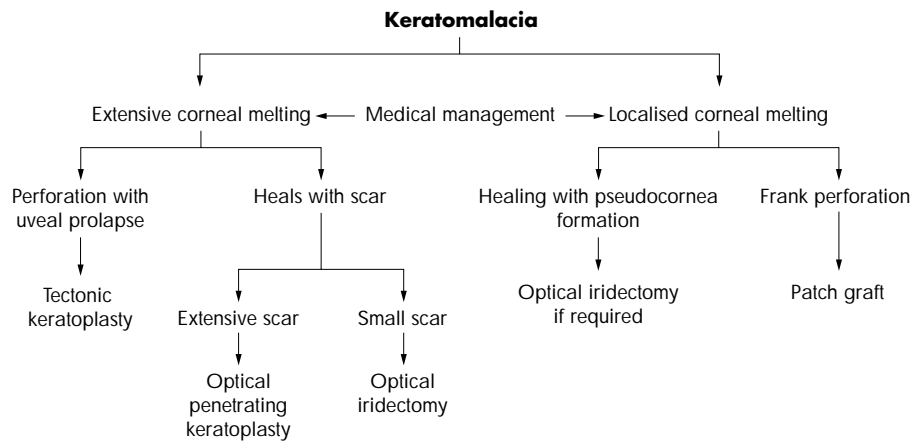 Keratomalacia
Extensive corneal melting
Medical management
Localised corneal melting
Perforation with
uveal prolapse
Heals with scar
Healing with pseudocornea
formation
Frank perforation
Tectonic
keratoplasty
Extensive scar
Small scar
Optical iridectomy
if required
Patch graft
Optical
penetrating
keratoplasty
Optical
iridectomy